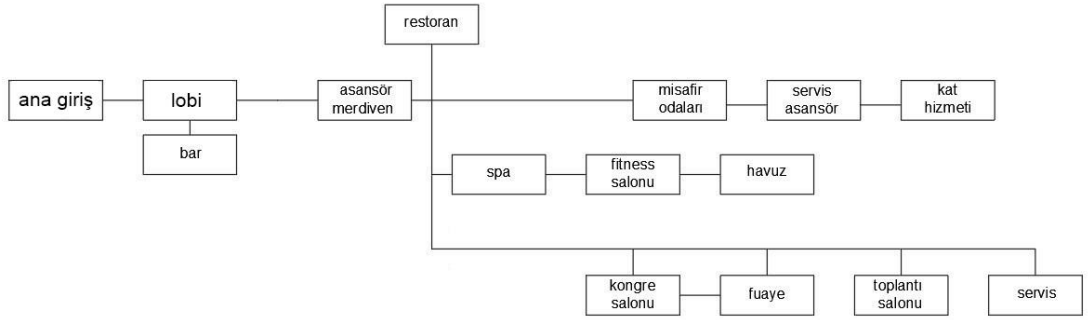 restoran
ana giriş
lobi
asansör
merdiven
misafir
odaları
servis
asansör
kat
hizmeti
bar
spa
fitness
salonu
havuz
kongre
salonu
fuaye
toplantı
salonu
servis